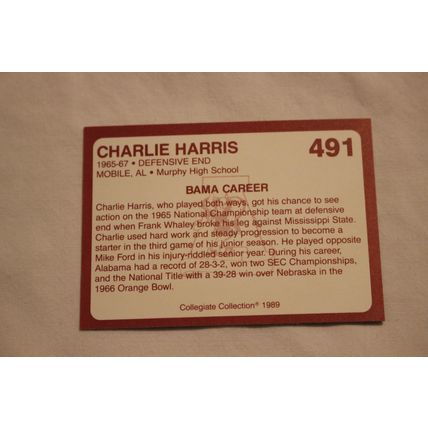 CHARLIE HARRIS 491
1965-67 • DEFENSIVE END
MOBILE, AL • Murphy High School
BAMA CAREER
Charlie Harris, who played both ways, got his chance to see
action on the 1965 National Championship team at defensive
end when Frank Whaley broke his leg against Mississippi State.
Charlie used hard work and steady progression to become a
starter in the third game of his junior season. He played opposite
Mike Ford in his injury-riddled senior year. During his career,
Alabama had a record of 28-3-2, won two SEC Championships,
and the National Title with a 39-28 win over Nebraska in the
1966 Orange Bowl.
Collegiate Collection® 1989